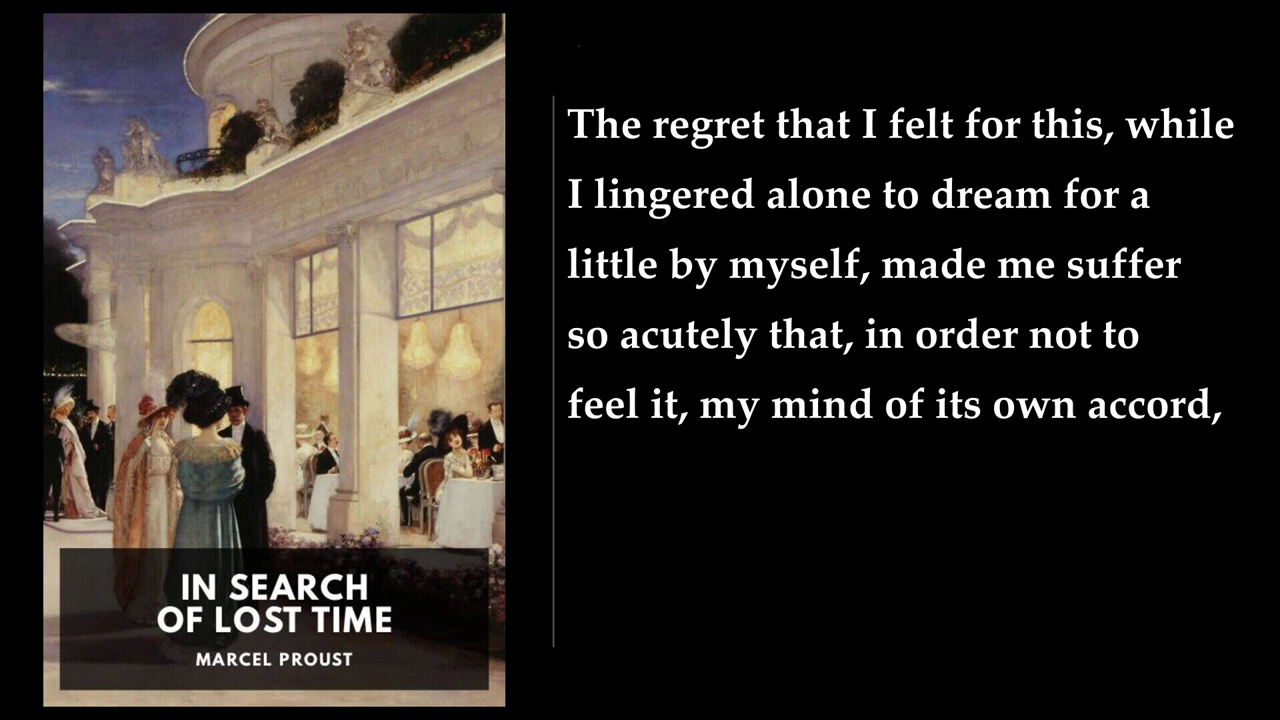 The regret that I felt for this, while
I lingered alone to dream for a
little by myself, made me suffer
so acutely that, in order not to
feel it, my mind of its own accord,
IN SEARCH
OF LOST TIME
MARCEL PROUST